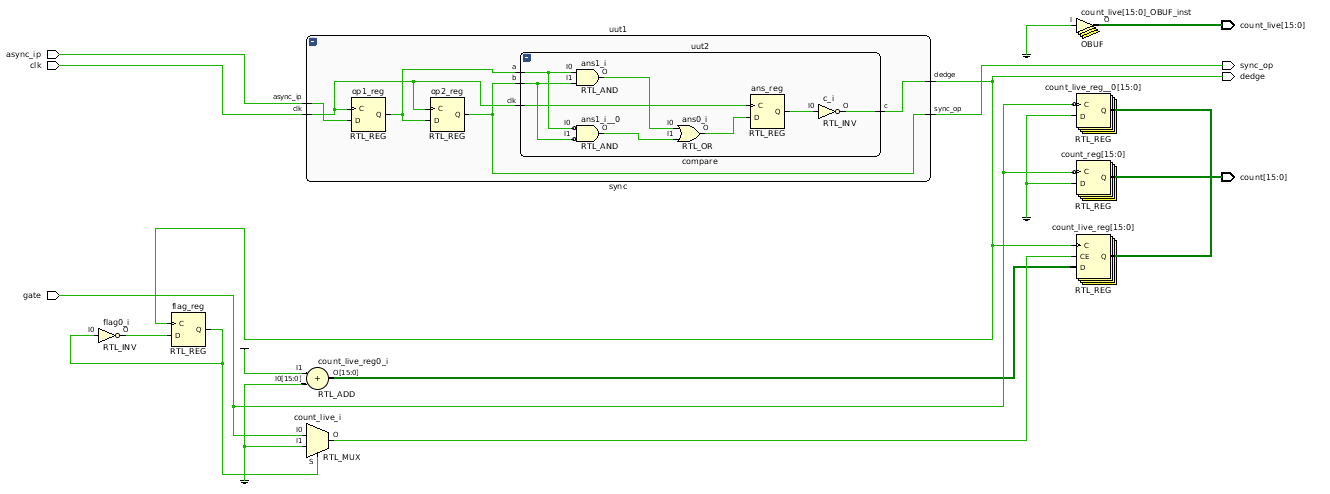 count_live[15:0]_OBUF_inst
I
O
count_live[15:0]
OBUF
uut1
uut2
async_ip
clk
sync_op
dedge
a
b
clk
I0
I1
ans1_i
O
RTL_AND
I0
I1
ans1_i__0
O
RTL_AND
I0
I1
ans0_i
O
RTL_OR
ans_reg
C
D
Q
RTL_REG
c_i
I0
O
RTL_INV
c
compare
async_ip
clk
op1_reg
C
D
Q
RTL_REG
op2_reg
C
D
Q
RTL_REG
dedge
sync_op
sync
count_live_reg__0[15:0]
C
D
Q
RTL_REG
count_reg[15:0]
C
D
Q
RTL_REG
count[15:0]
count_live_reg[15:0]
C
CE
D
Q
RTL_REG
gate
flag0_i
I0
O
RTL_INV
flag_reg
C
D
Q
RTL_REG
count_live_reg0_i
I1
I0[15:0]
+
O[15:0]
RTL_ADD
count_live_i
I0
I1
S
O
RTL_MUX